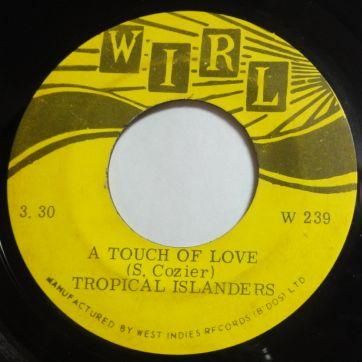 WIRL
3.30
W 239
A TOUCH OF LOVE
(S. Cozier)
TROPICAL ISLANDERS
MANUFACTURED BY WEST INDIES RECORDS (B'DOS) LTD